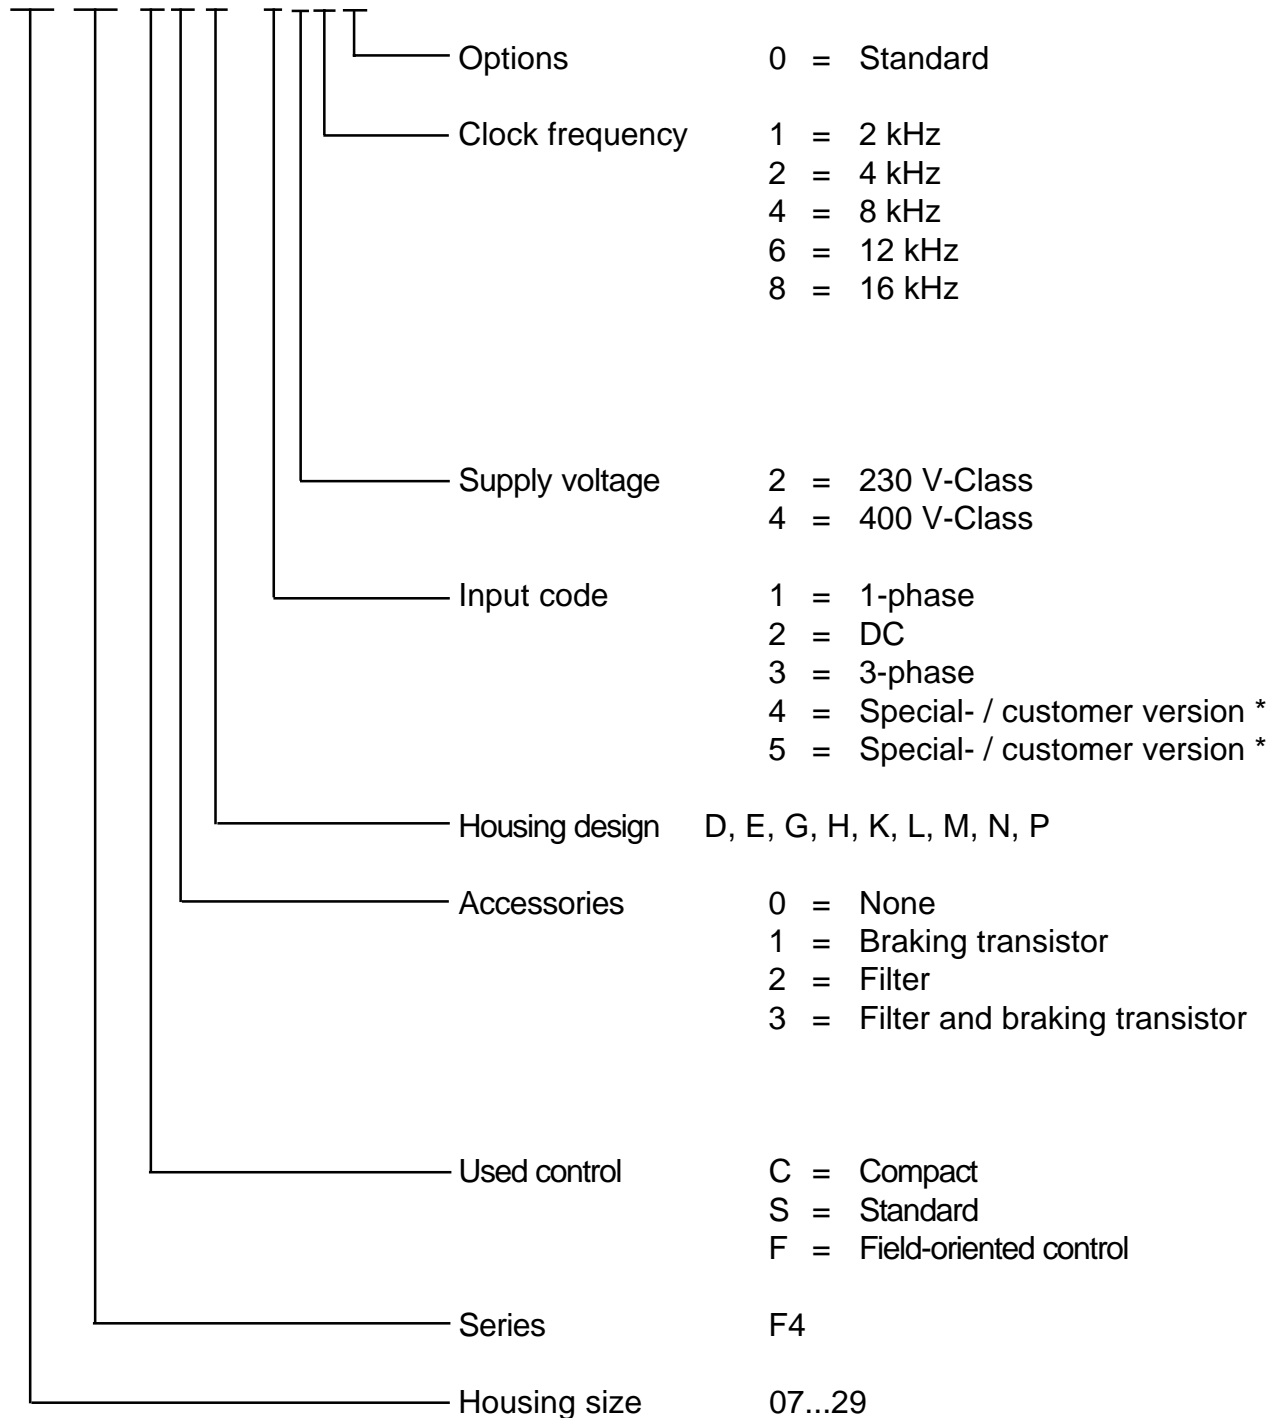 Options 0 = Standard
Clock frequency 1 = 2 kHz
2 = 4 kHz
4 = 8 kHz
6 = 12 kHz
8 = 16 kHz
Supply voltage 2 = 230 V-Class
4 = 400 V-Class
Input code 1 = 1-phase
2 = DC
3 = 3-phase
4 = Special- / customer version *
5 = Special- / customer version *
Housing design D, E, G, H, K, L, M, N, P
Accessories 0 = None
1 = Braking transistor
2 = Filter
3 = Filter and braking transistor
Used control C = Compact
S = Standard
F = Field-oriented control
Series F4
Housing size 07...29